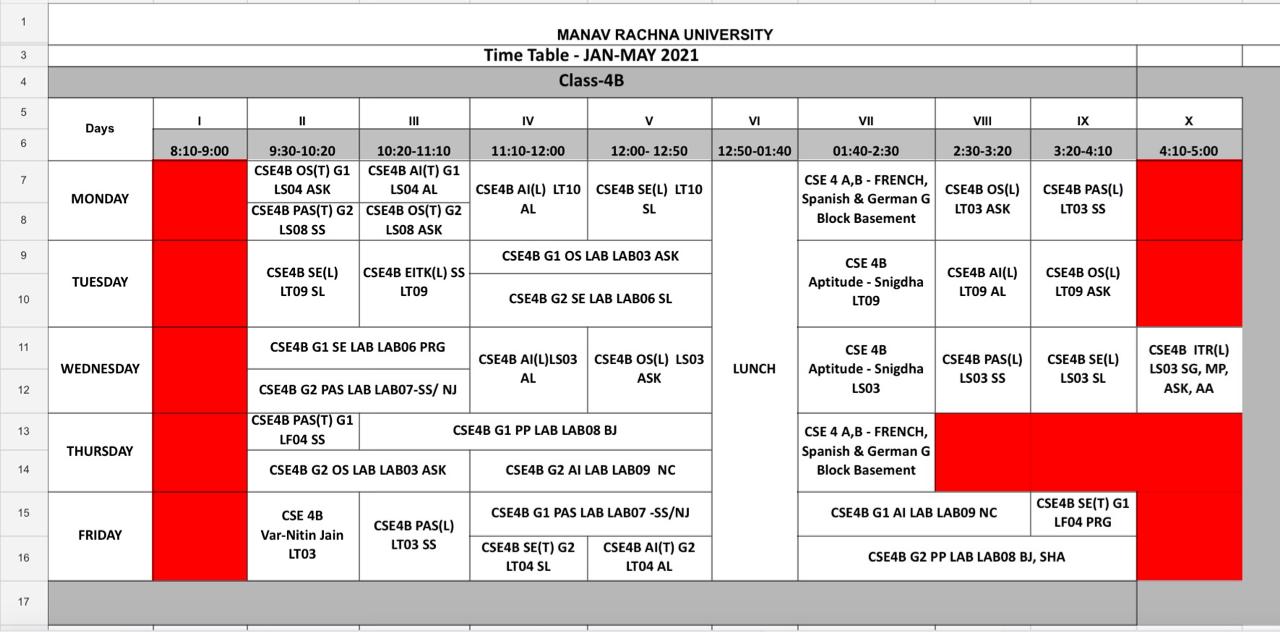 1
MANAV RACHNA UNIVERSITY
3
Time Table - JAN-MAY 2021
4
Class-4B
5
Days
I
II
III
IV
V
VI
VII
VIII
IX
X
6
8:10-9:00
9:30-10:20
10:20-11:10
11:10-12:00
12:00- 12:50
12:50-01:40
01:40-2:30
2:30-3:20
3:20-4:10
4:10-5:00
7
8
MONDAY
CSE4B OS(T) G1
LS04 ASK
CSE4B PAS(T) G2
LS08 SS
CSE4B AI(T) G1
LS04 AL
CSE4B OS(T) G2
LS08 ASK
CSE4B AI(L) LT10
AL
CSE4B SE(L) LT10
SL
CSE 4 A,B - FRENCH,
Spanish & German G
Block Basement
CSE4B OS(L)
LT03 ASK
CSE4B PAS(L)
LT03 SS
9
10
TUESDAY
CSE4B SE(L)
LT09 SL
CSE4B EITK(L) SS
LT09
CSE4B G1 OS LAB LAB03 ASK
CSE4B G2 SE LAB LAB06 SL
CSE 4B
Aptitude - Snigdha
LT09
CSE4B AI(L)
LT09 AL
CSE4B OS(L)
LT09 ASK
11
12
WEDNESDAY
CSE4B G1 SE LAB LAB06 PRG
CSE4B G2 PAS LAB LAB07-SS/ NJ
CSE4B AI(L)LS03
AL
CSE4B OS(L) LS03
ASK
LUNCH
CSE 4B
Aptitude - Snigdha
LS03
CSE4B PAS(L)
LS03 SS
CSE4B SE(L)
LS03 SL
CSE4B ITR(L)
LS03 SG, MP,
ASK, AA
13
14
THURSDAY
CSE4B PAS(T) G1
LF04 SS
CSE4B G1 PP LAB LAB08 BJ
CSE4B G2 OS LAB LAB03 ASK
CSE4B G2 AI LAB LAB09 NC
CSE 4 A,B - FRENCH,
Spanish & German G
Block Basement
15
16
FRIDAY
CSE 4B
Var-Nitin Jain
LT03
CSE4B PAS(L)
LT03 SS
CSE4B G1 PAS LAB LAB07 -SS/NJ
CSE4B SE(T) G2
LT04 SL
CSE4B AI(T) G2
LT04 AL
CSE4B G1 AI LAB LAB09 NC
CSE4B SE(T) G1
LF04 PRG
CSE4B G2 PP LAB LAB08 BJ, SHA
17